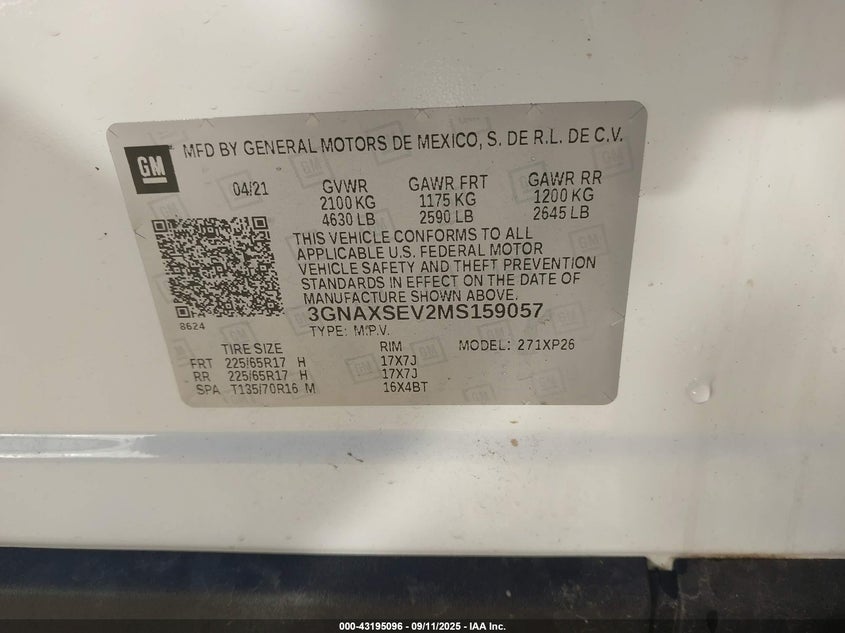 GM
MFD BY GENERAL MOTORS DE MEXICO, S. DE R.L. DE C.V.
04/21 GVWR GAWR FRT GAWR RR
2100 KG 1175 KG 1200 KG
4630 LB 2590 LB 2645 LB
THIS VEHICLE CONFORMS TO ALL
APPLICABLE U.S. FEDERAL MOTOR
VEHICLE SAFETY AND THEFT PREVENTION
STANDARDS IN EFFECT ON THE DATE OF
MANUFACTURE SHOWN ABOVE.
8624 3GNAXSEV2MS159057
TYPE: M.P.V.
TIRE SIZE RIM MODEL: 271XP26
FRT 225/65R17 H 17X7J
RR 225/65R17 H 17X7J
SPA T135/70R16 M 16X4BT
000-43195096 - 09/11/2025 - IAA Inc.